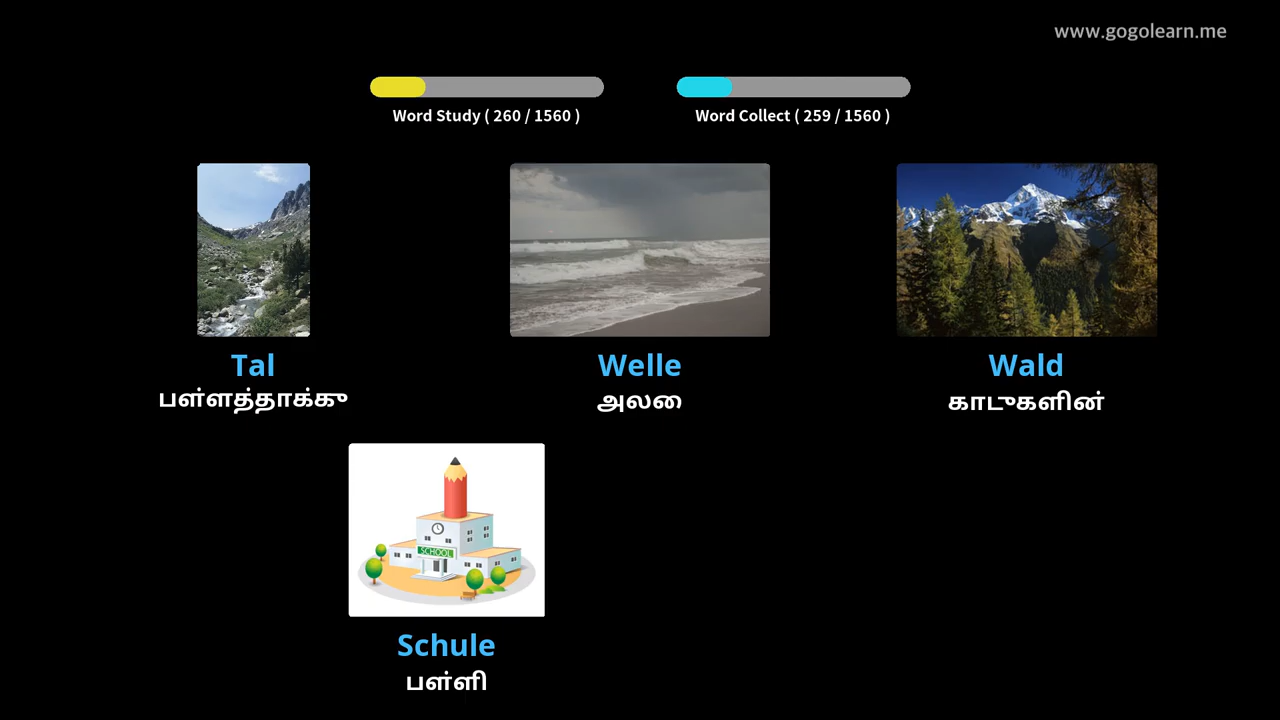 www.gogolearn.me
Word Study ( 260 / 1560 )
Word Collect ( 259 / 1560 )
Tal
பள்ளத்தாக்கு
Welle
அலை
Wald
காடுகளின்
SCHOOL
Schule
பள்ளி